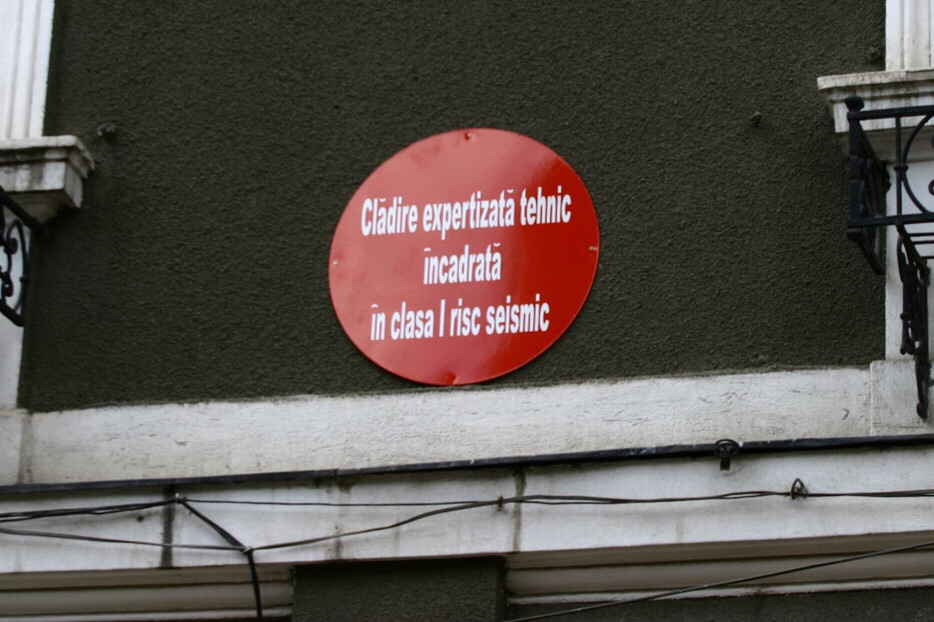 Clădire expertizată tehnic
încadrată
în clasa I risc seismic